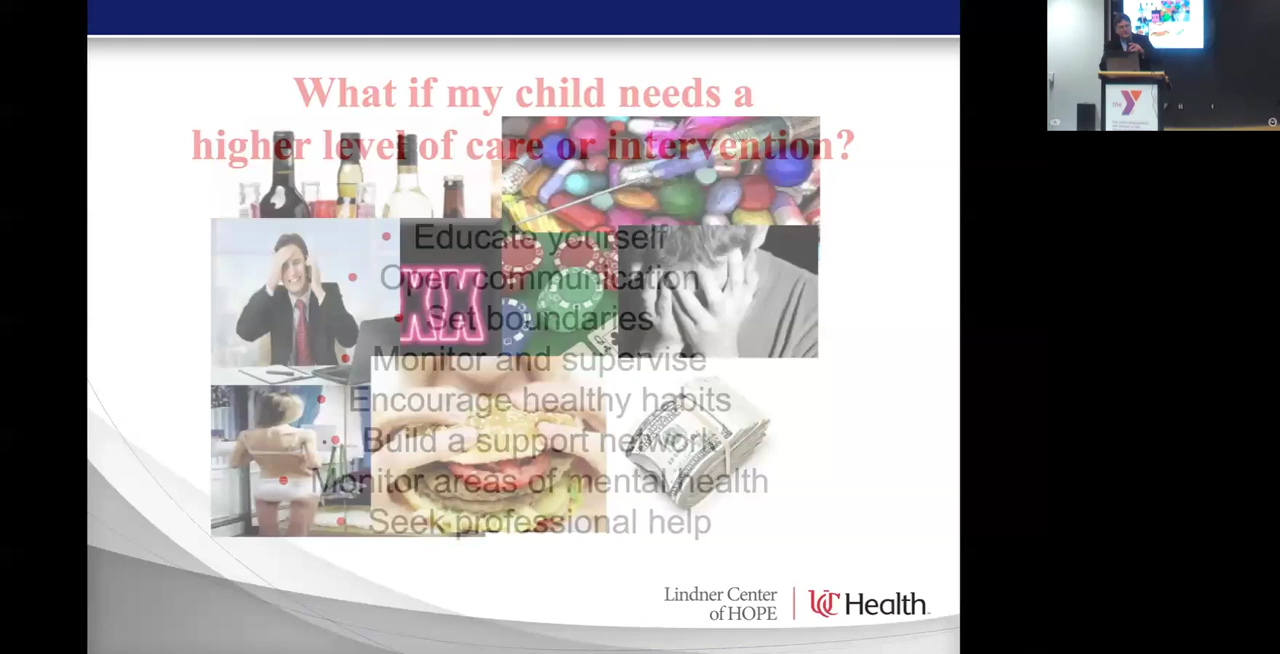 What if my child needs a
higher level of care or intervention?
Educate yourself
Open communication
Set boundaries
Monitor and supervise
Encourage healthy habits
Build a support network
Monitor areas of mental health
Seek professional help
Lindner Center
of HOPE
UC Health
the Y